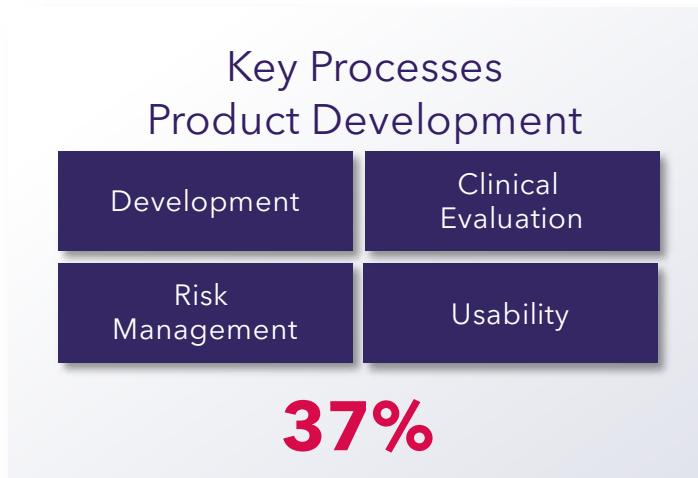 Key Processes
Product Development
Development
Clinical
Evaluation
Risk
Management
Usability
37%